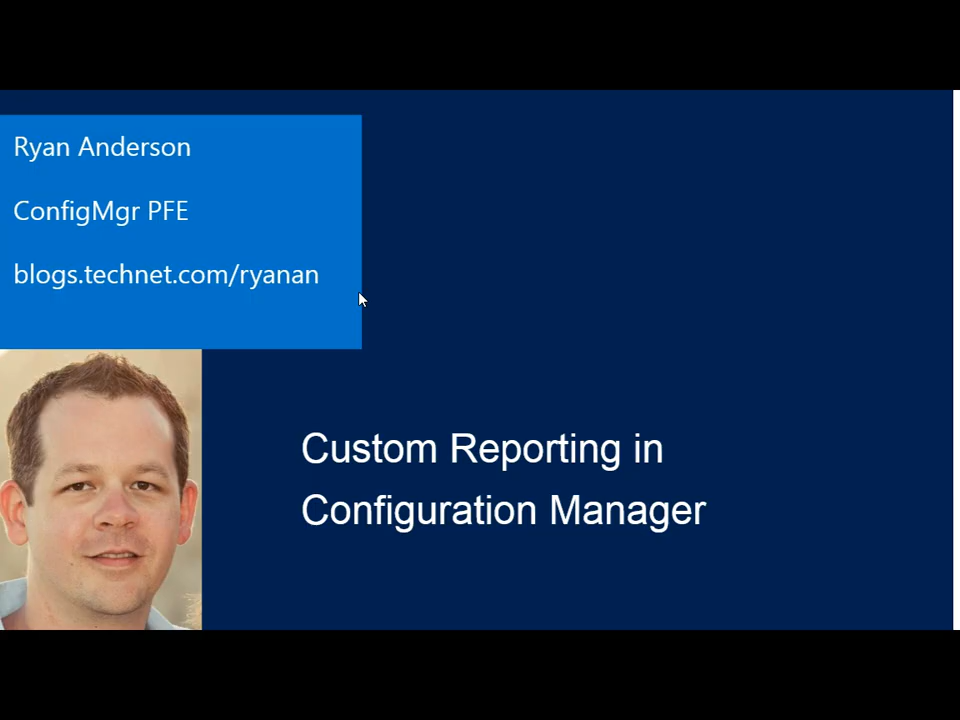 Ryan Anderson
ConfigMgr PFE
blogs.technet.com/ryanan
Custom Reporting in
Configuration Manager